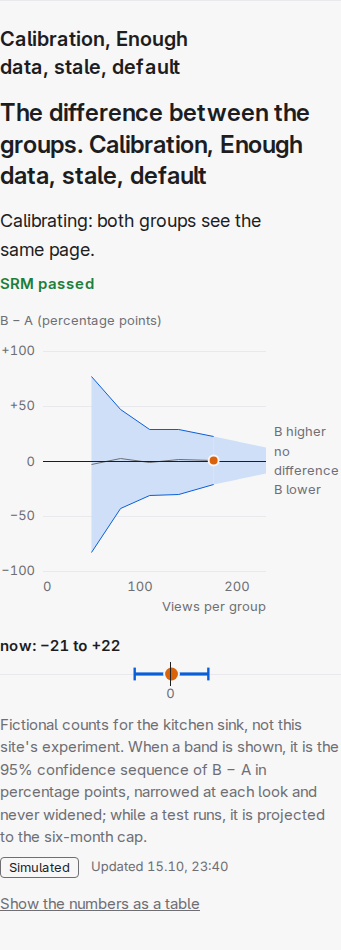 Calibration, Enough
data, stale, default
The difference between the
groups. Calibration, Enough
data, stale, default
Calibrating: both groups see the
same page.
SRM passed
B − A (percentage points)
+100
+50
0
−50
−100
B higher
no
difference
B lower
0 100 200
Views per group
now: −21 to +22
0
Fictional counts for the kitchen sink, not this
site's experiment. When a band is shown, it is the
95% confidence sequence of B − A in
percentage points, narrowed at each look and
never widened; while a test runs, it is projected
to the six-month cap.
Simulated Updated 15.10, 23:40
Show the numbers as a table